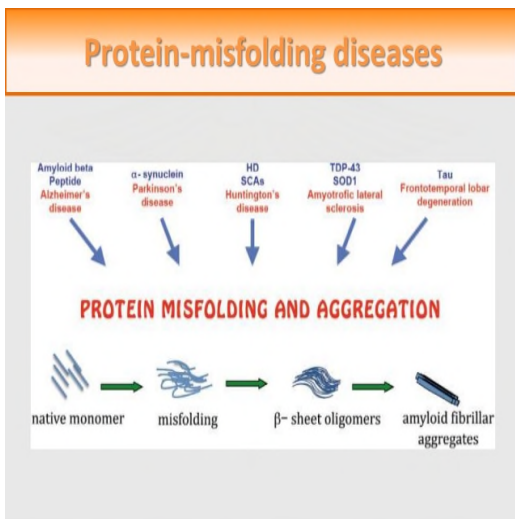 Protein-misfolding diseases
Amyloid beta
Peptide
Alzheimer's
disease
α- synuclein
Parkinson's
disease
HD
SCAs
Huntington's
disease
TDP-43
SOD1
Amyotrofic lateral
sclerosis
Tau
Frontotemporal lobar
degeneration
PROTEIN MISFOLDING AND AGGREGATION
native monomer
misfolding
β− sheet oligomers
amyloid fibrillar
aggregates